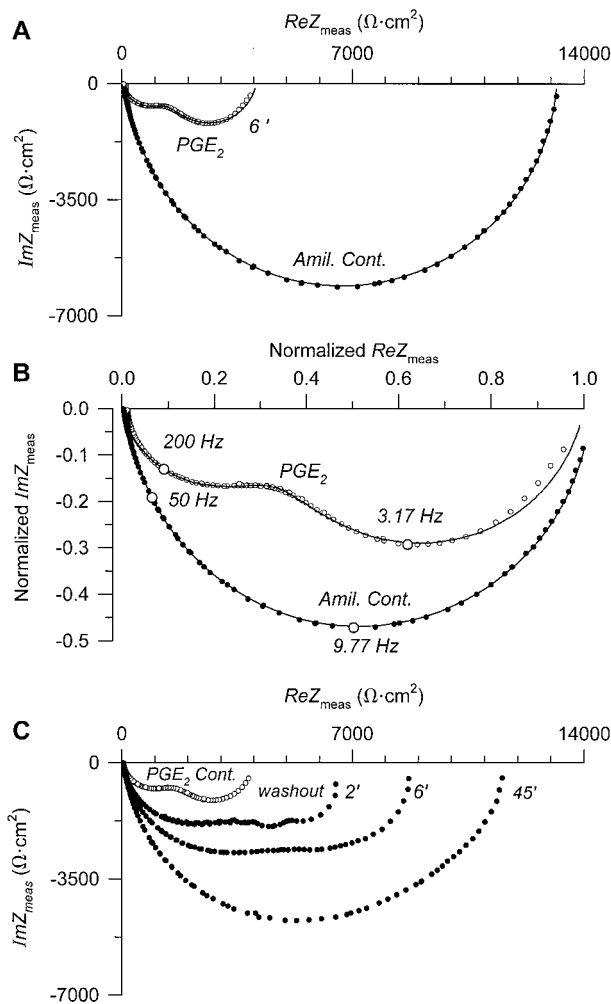 A
ReZmeas (Ω·cm²)
0 7000 14000
0
-3500
-7000
ImZmeas (Ω·cm²)
6 '
PGE₂
Amil. Cont.
B
Normalized ReZmeas
0.0 0.2 0.4 0.6 0.8 1.0
0.0
-0.1
-0.2
-0.3
-0.4
-0.5
Normalized ImZmeas
200 Hz
50 Hz
PGE₂
3.17 Hz
Amil. Cont.
9.77 Hz
C
ReZmeas (Ω·cm²)
0 7000 14000
0
-3500
-7000
ImZmeas (Ω·cm²)
PGE₂ Cont.
washout 2' 6' 45'